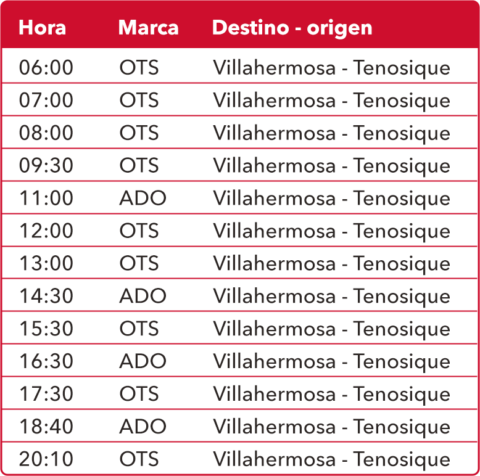 Hora Marca Destino - origen
06:00 OTS Villahermosa - Tenosique
07:00 OTS Villahermosa - Tenosique
08:00 OTS Villahermosa - Tenosique
09:30 OTS Villahermosa - Tenosique
11:00 ADO Villahermosa - Tenosique
12:00 OTS Villahermosa - Tenosique
13:00 OTS Villahermosa - Tenosique
14:30 ADO Villahermosa - Tenosique
15:30 OTS Villahermosa - Tenosique
16:30 ADO Villahermosa - Tenosique
17:30 OTS Villahermosa - Tenosique
18:40 ADO Villahermosa - Tenosique
20:10 OTS Villahermosa - Tenosique